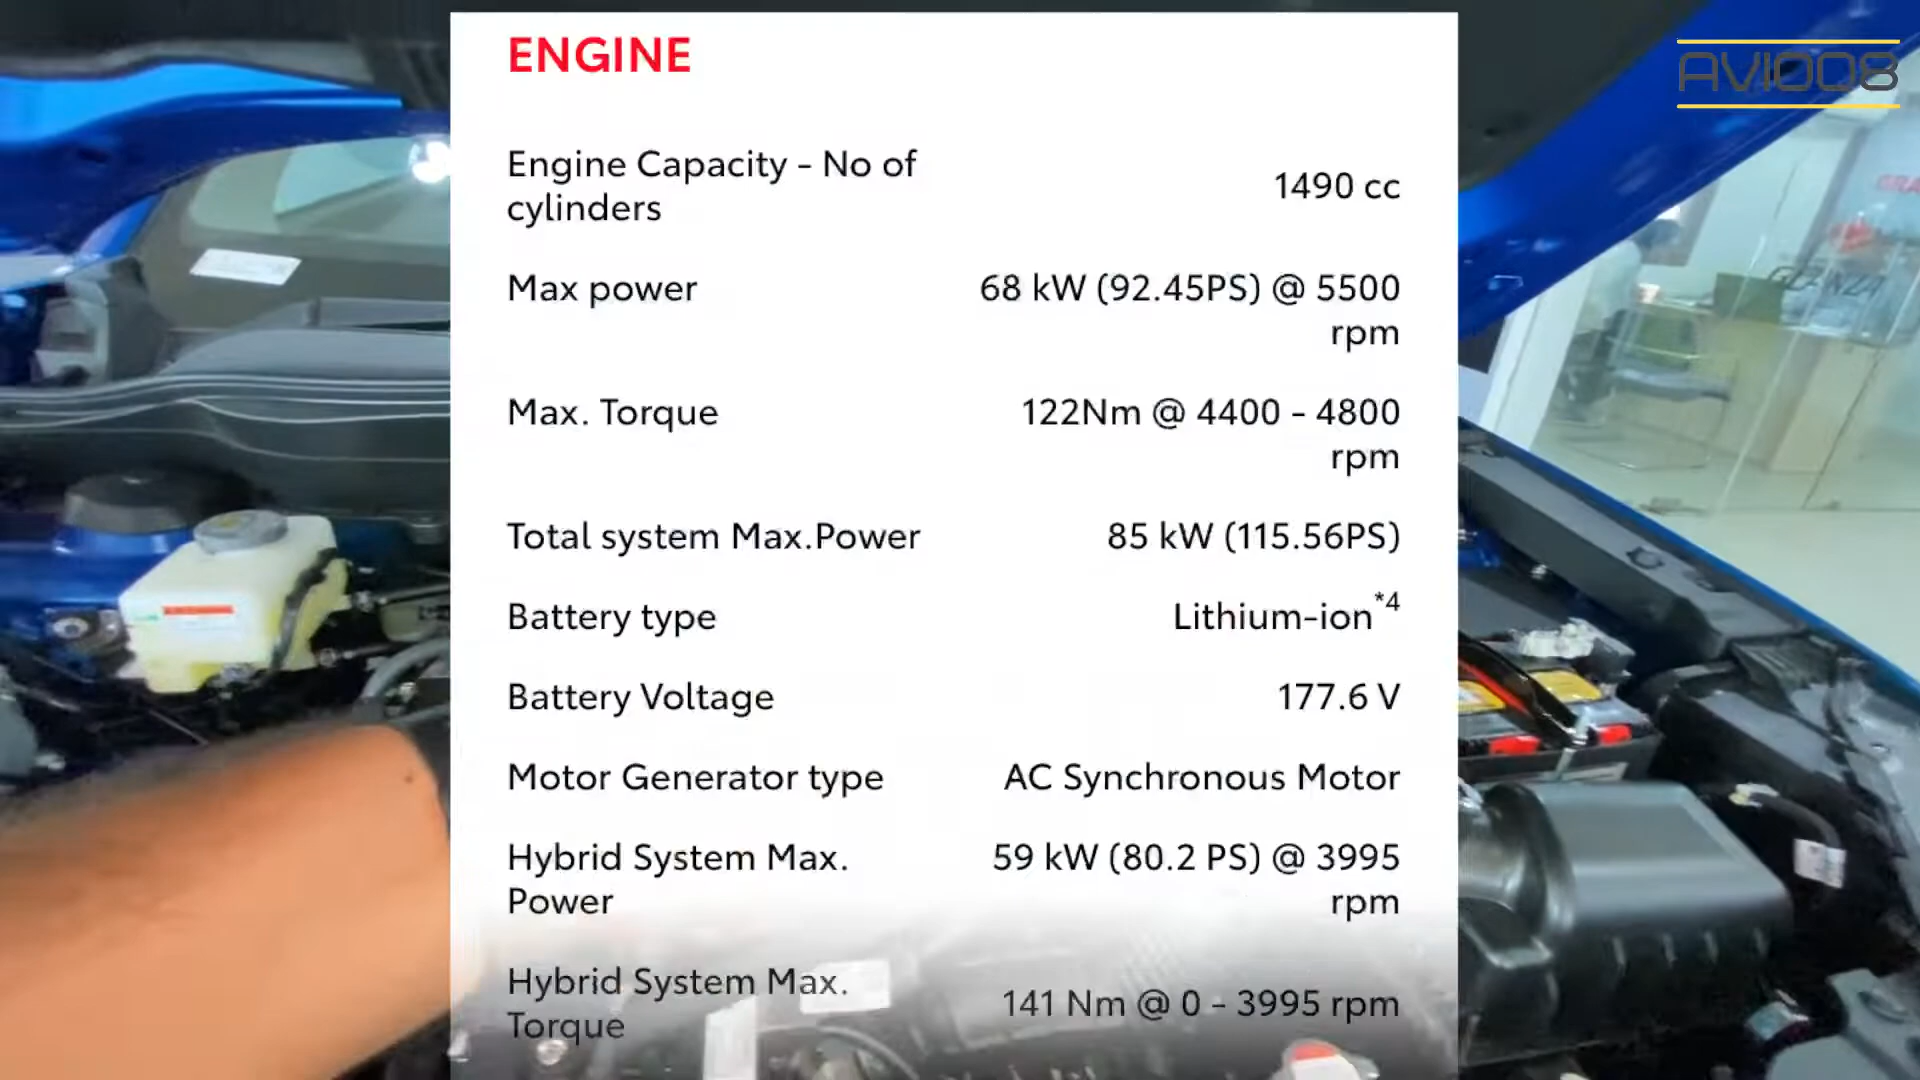 ENGINE
AVI008
Engine Capacity - No of
cylinders
1490 cc
Max power
68 kW (92.45PS) @ 5500
rpm
Max. Torque
122Nm @ 4400 - 4800
rpm
Total system Max.Power
85 kW (115.56PS)
Battery type
Lithium-ion*4
Battery Voltage
177.6 V
Motor Generator type
AC Synchronous Motor
Hybrid System Max.
Power
59 kW (80.2 PS) @ 3995
rpm
Hybrid System Max.
Torque
141 Nm @ 0 - 3995 rpm
GLANZA